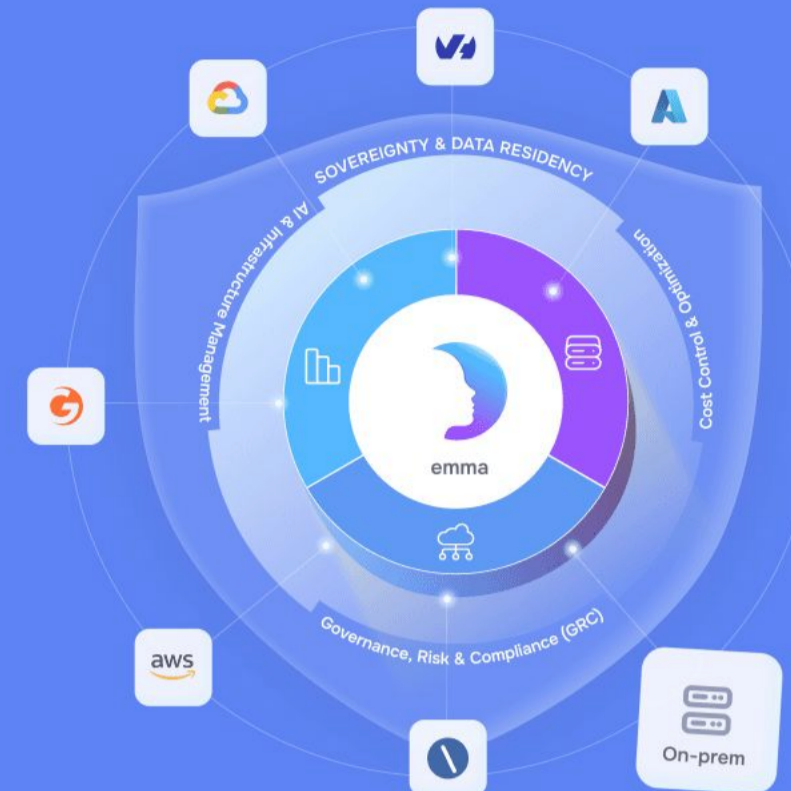 SOVEREIGNTY & DATA RESIDENCY
AI & Infrastructure Management
Cost Control & Optimization
emma
Governance, Risk & Compliance (GRC)
aws
On-prem